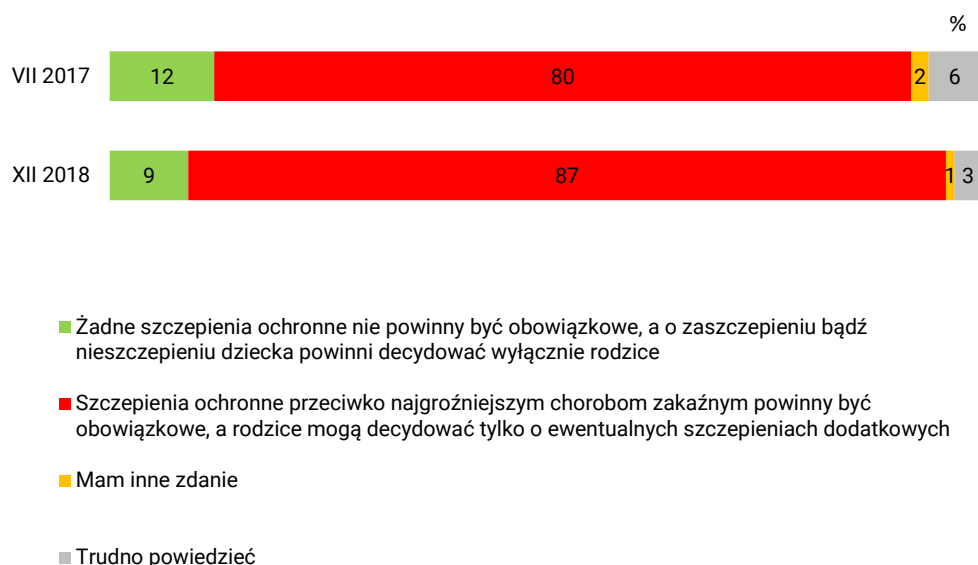 %
VII 2017 12 80 2 6
XII 2018 9 87 1 3
Żadne szczepienia ochronne nie powinny być obowiązkowe, a o zaszczepieniu bądź
nieszczepieniu dziecka powinni decydować wyłącznie rodzice
Szczepienia ochronne przeciwko najgroźniejszym chorobom zakaźnym powinny być
obowiązkowe, a rodzice mogą decydować tylko o ewentualnych szczepieniach dodatkowych
Mam inne zdanie
Trudno powiedzieć